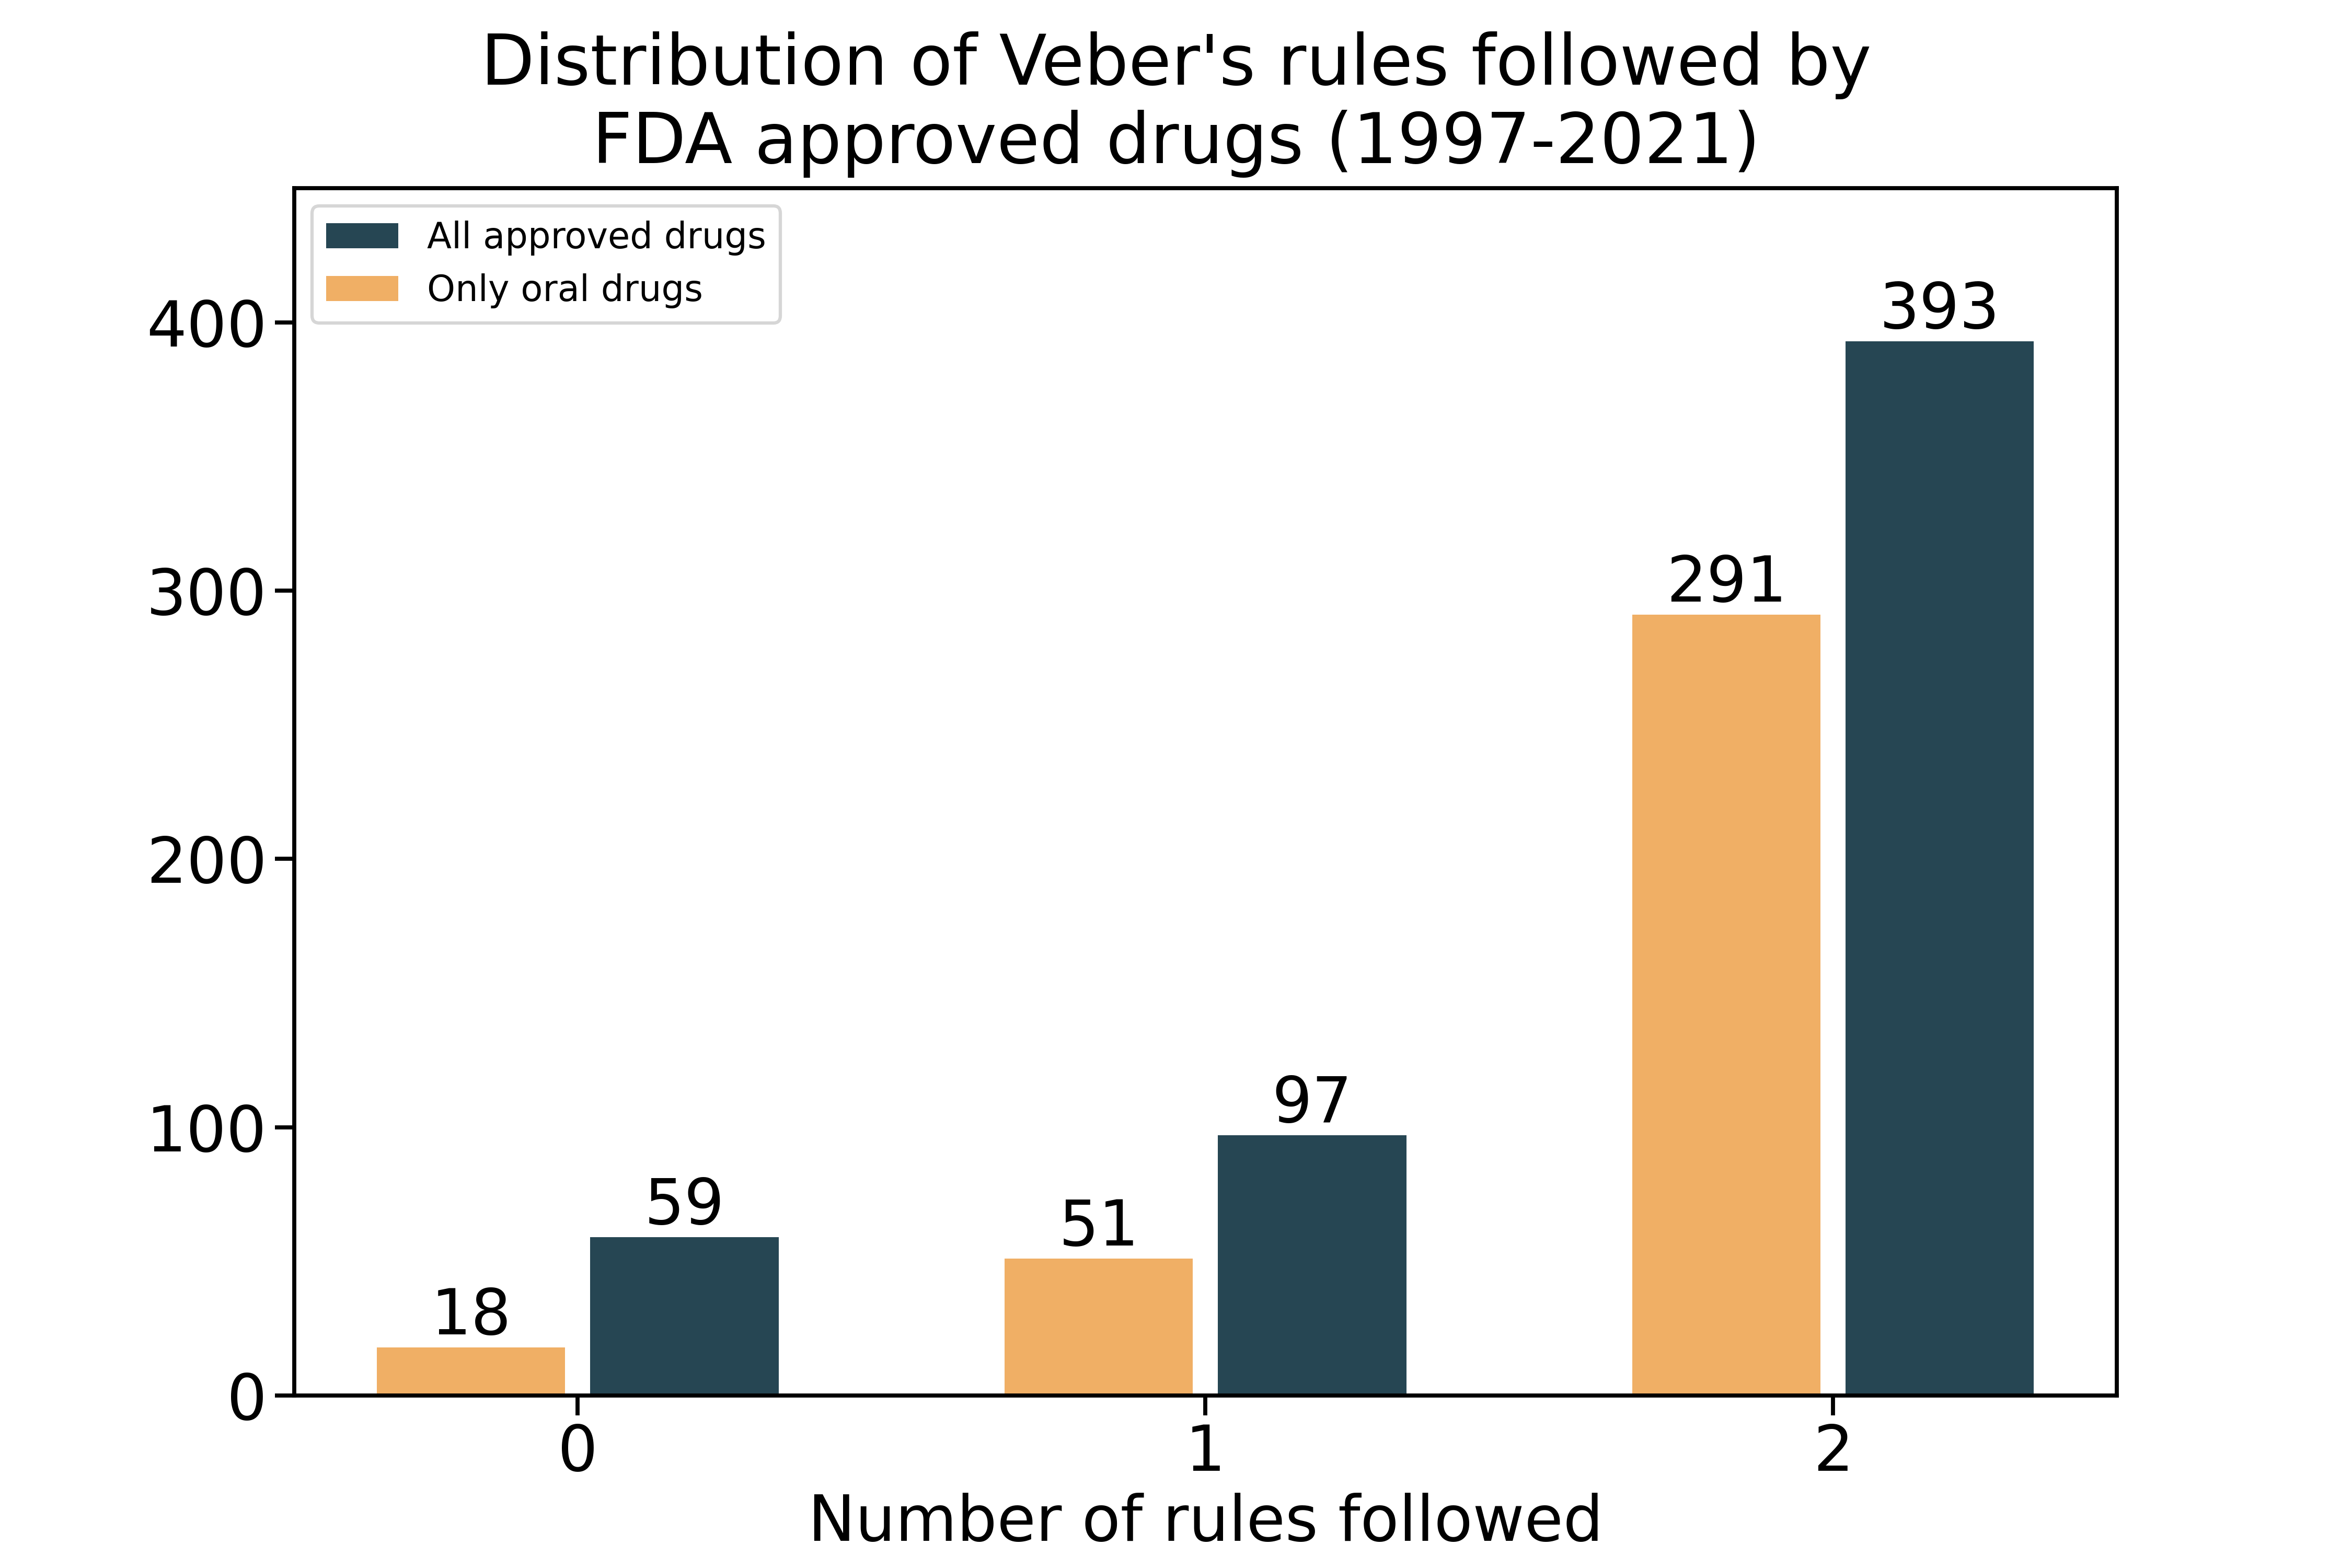 Distribution of Veber's rules followed by
FDA approved drugs (1997-2021)
All approved drugs
Only oral drugs
400
300
200
100
0
18
59
51
97
291
393
0
1
2
Number of rules followed